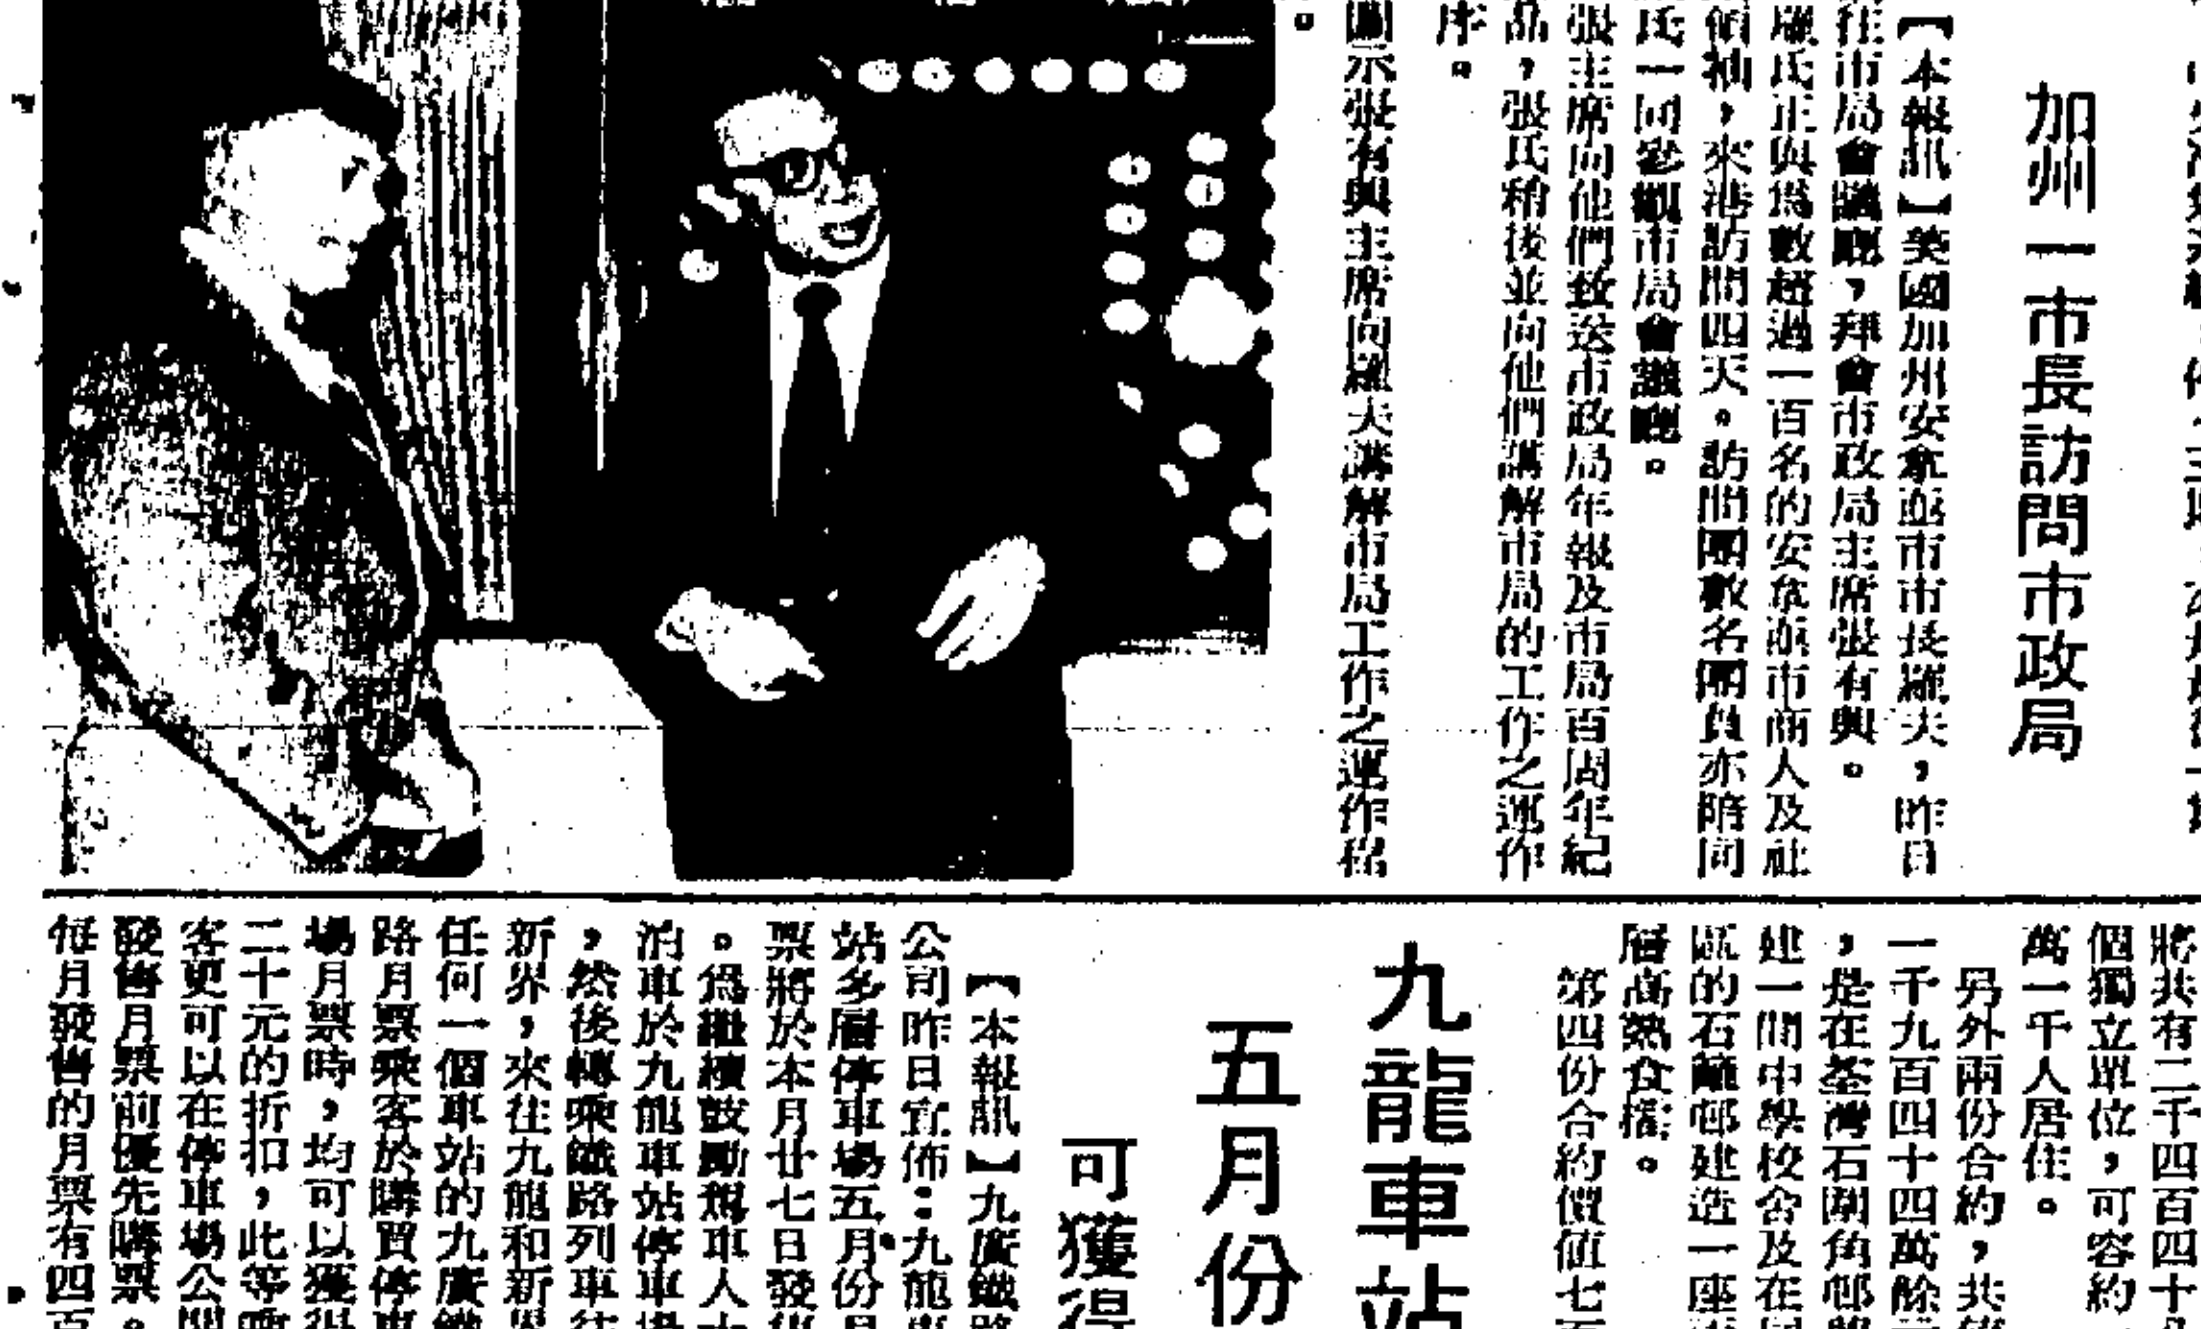 加州一市長訪問市政局
【本報訊】美國加州安拿衁市市長羅夫，昨日
往市局會議廳，拜會市政局主席張有興。
羅氏正與為數超過一百名的安拿衁市商人及社
領袖，來港訪問四天。訪問團數名團員亦陪同
氏一同參觀市局會議廳。
張主席向他們致送市政局年報及市局百周年紀
品，張氏稍後並向他們講解市局的工作之運作
序。
圖示張有興主席向羅夫講解市局工作之運作程
。
將共有二千四百四十
個獨立單位，可容約
萬一千人居住。
另外兩份合約，共
一千九百四十四萬餘元
，是在荃灣石圍角邨
建一間中學校舍及在
區的石籬邨建造一座
層高熟食樓。
第四份合約價值七
九龍車站
五月份
可獲得
【本報訊】九廣鐵路
公司昨日宣佈：九龍車
站多層停車場五月份月
票將於本月廿七日發售
。為繼續鼓勵駕車人士
泊車於九龍車站停車場
，然後轉乘鐵路列車往
新界，來往九龍和新界
任何一個車站的九廣鐵
路月票乘客於購買停車
場月票時，均可以獲得
二十元的折扣，此等乘
客更可以在停車場公開
發售月票前優先購票。
每月發售的月票有四百